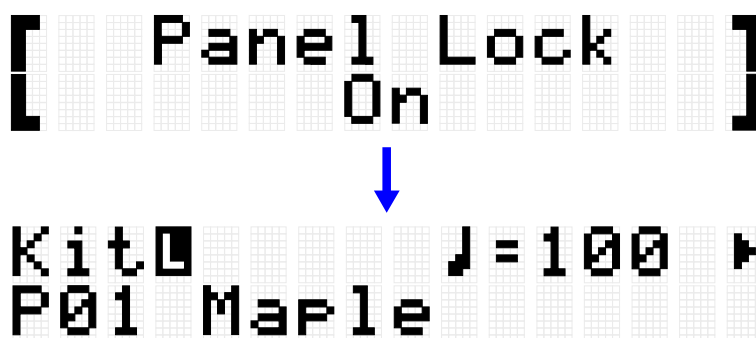 [ Panel Lock ]
[ On ]
Kit L ♩=100 ▶
P01 Maple